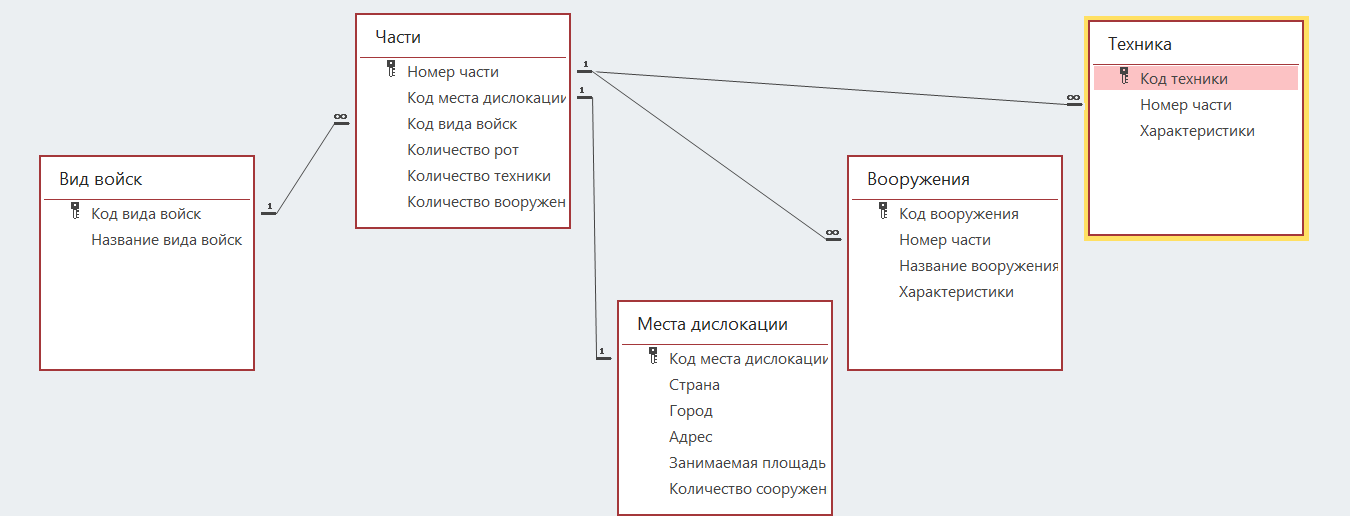 Части
Номер части
Код места дислокации
Код вида войск
Количество рот
Количество техники
Количество вооружен
Техника
Код техники
Номер части
Характеристики
Вид войск
Код вида войск
Название вида войск
Вооружения
Код вооружения
Номер части
Название вооружения
Характеристики
Места дислокации
Код места дислокации
Страна
Город
Адрес
Занимаемая площадь
Количество сооружен
1
∞
1
1
∞
1
∞
1